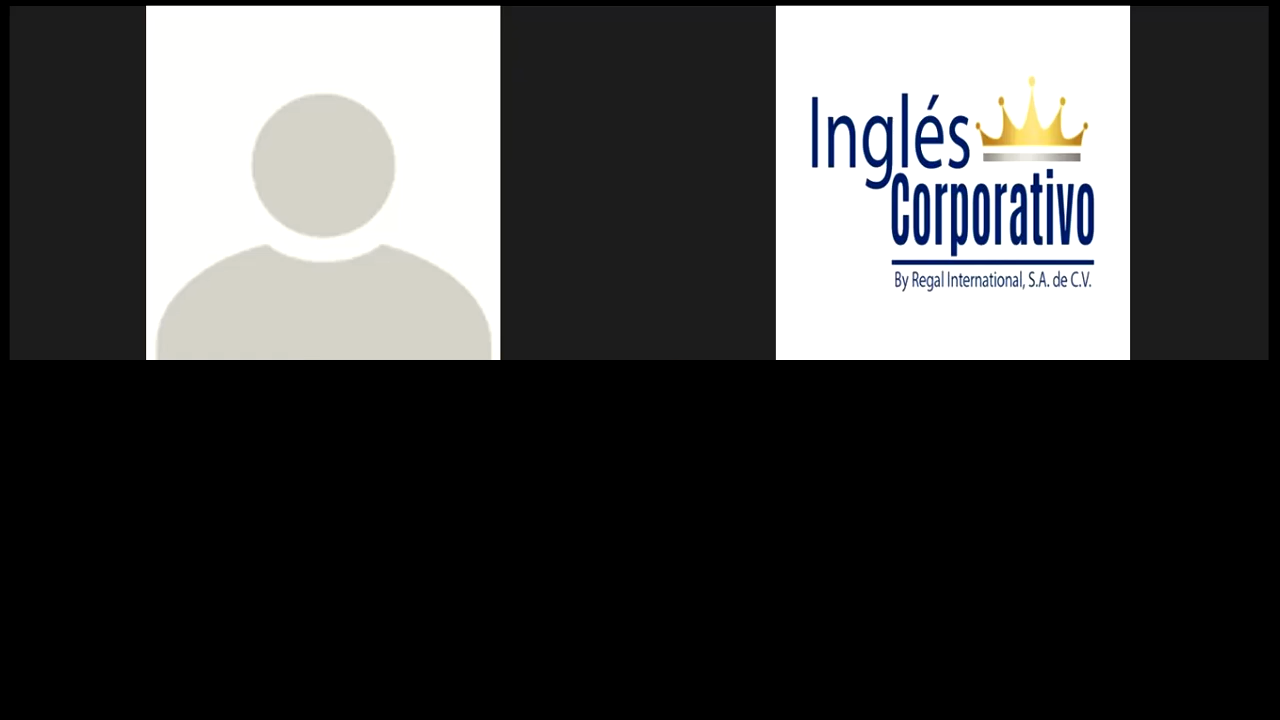 Inglés
Corporativo
By Regal International, S.A. de C.V.